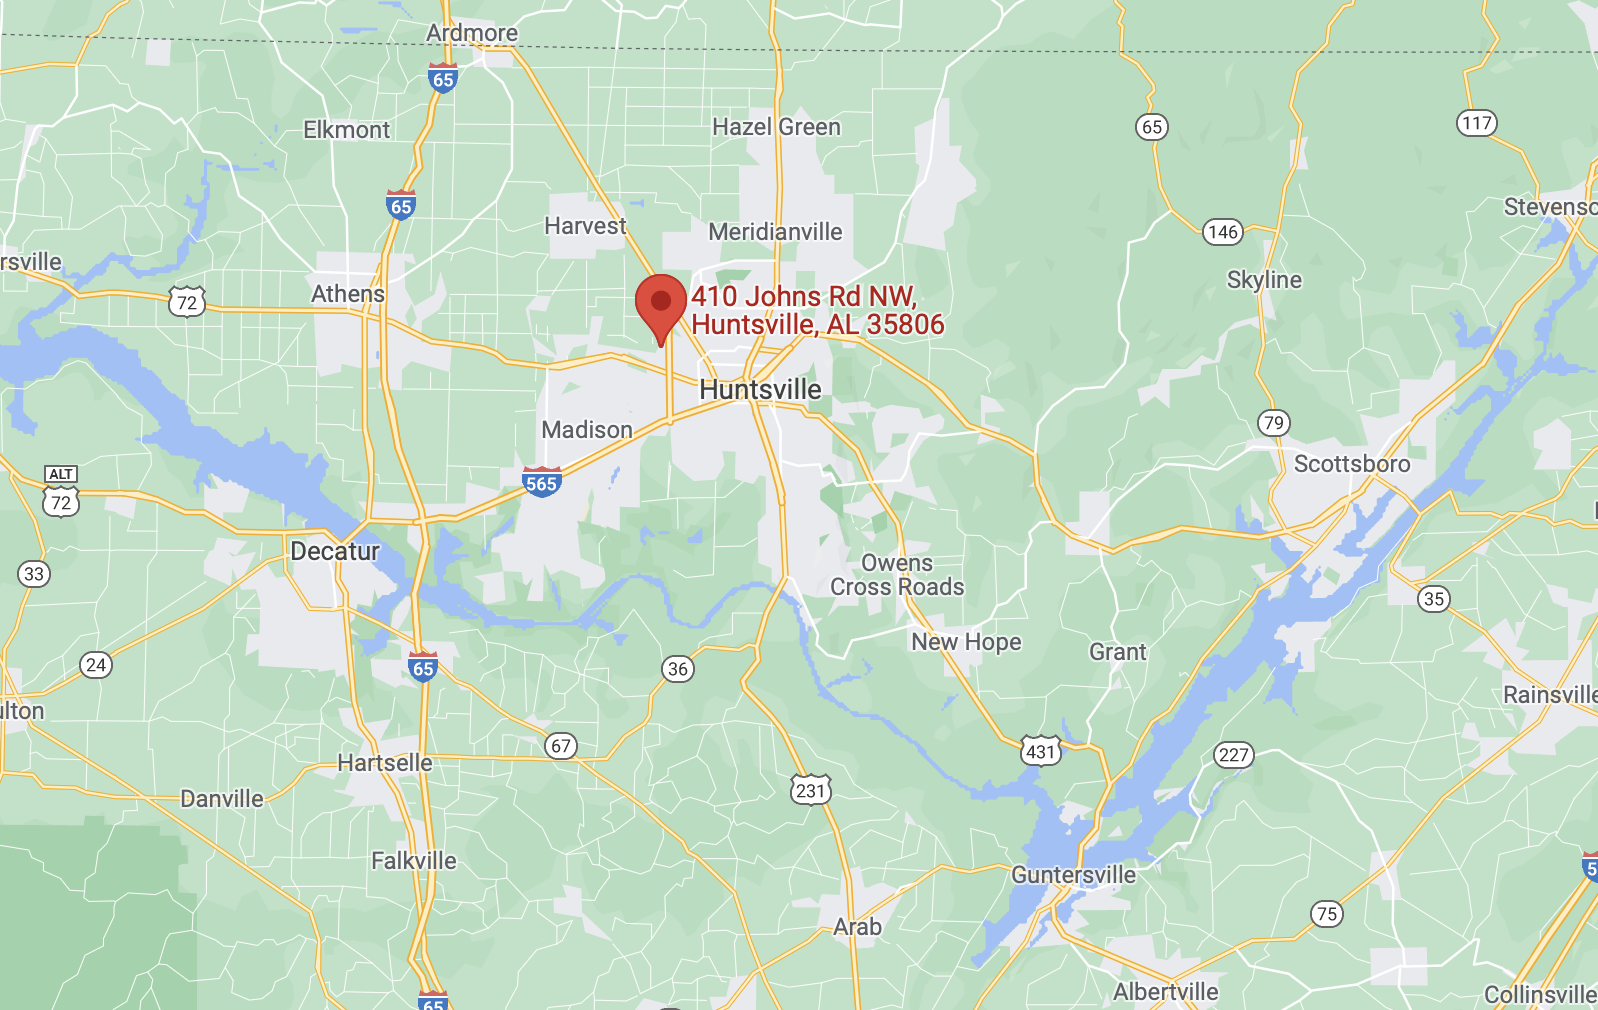 Ardmore
65
Elkmont
Hazel Green
65
117
65
Harvest
Meridianville
146
Stevenso
rsville
72
Athens
Skyline
410 Johns Rd NW,
Huntsville, AL 35806
Huntsville
Madison
79
Scottsboro
ALT
72
565
Decatur
33
Owens
Cross Roads
35
New Hope
Grant
24
65
36
Rainsville
ulton
67
431
227
Hartselle
Danville
231
Falkville
Guntersville
5
75
Arab
Albertville
Collinsville
65